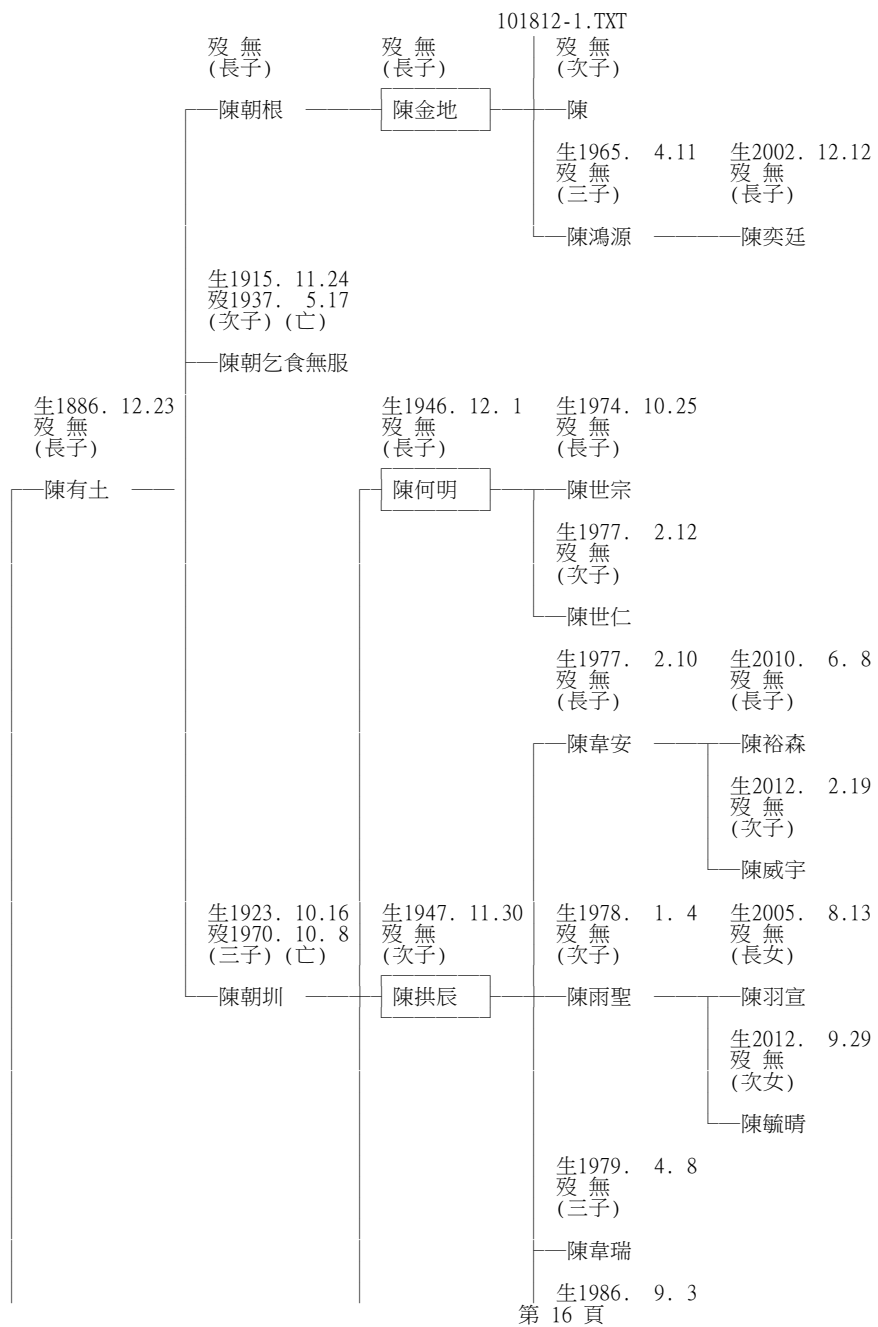 101812-1.TXT
歿 無 歿 無 歿 無
(長子) (長子) (次子)
陳朝根 陳金地 陳
生1965. 4.11 生2002. 12.12
歿 無 歿 無
(三子) (長子)
陳鴻源 陳奕廷
生1915. 11.24
歿1937. 5.17
(次子) (亡)
陳朝乞食無服
生1886. 12.23 生1946. 12. 1 生1974. 10.25
歿 無 歿 無 歿 無
(長子) (長子) (長子)
陳有土 陳何明 陳世宗
生1977. 2.12
歿 無
(次子)
陳世仁
生1977. 2.10 生2010. 6. 8
歿 無 歿 無
(長子) (長子)
陳韋安 陳裕森
生2012. 2.19
歿 無
(次子)
陳威宇
生1923. 10.16 生1947. 11.30 生1978. 1. 4 生2005. 8.13
歿1970. 10. 8 歿 無 歿 無 歿 無
(三子) (亡) (次子) (次子) (長女)
陳朝圳 陳拱辰 陳雨聖 陳羽宣
生2012. 9.29
歿 無
(次女)
陳毓晴
生1979. 4. 8
歿 無
(三子)
陳韋瑞
生1986. 9. 3
第 16 頁